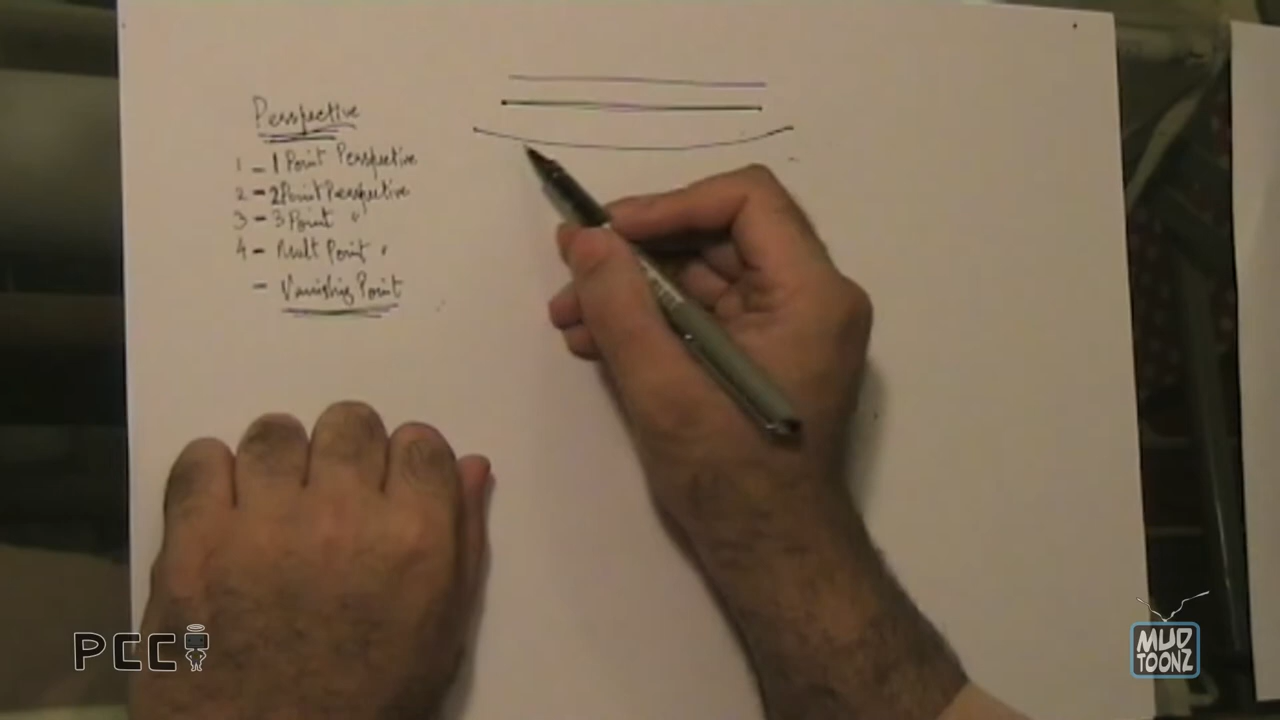 Perspective
1 - 1 Point Perspective
2 - 2 Point Perspective
3 - 3 Point "
4 - Mult Point "
- Vanishing Point
PCC
MUD
TOONZ